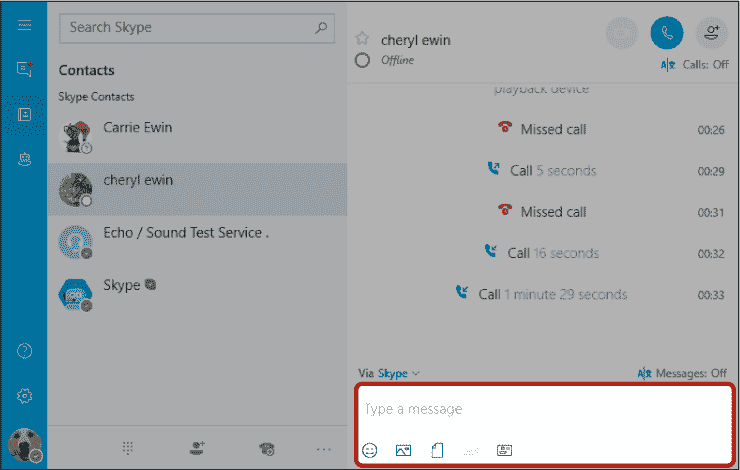 Search Skype
Contacts
Skype Contacts
Carrie Ewin
cheryl ewin
Echo / Sound Test Service .
Skype
cheryl ewin
Offline
Calls: Off
playback device
Missed call 00:26
Call 5 seconds 00:29
Missed call 00:31
Call 16 seconds 00:32
Call 1 minute 29 seconds 00:33
Via Skype
Messages: Off
Type a message